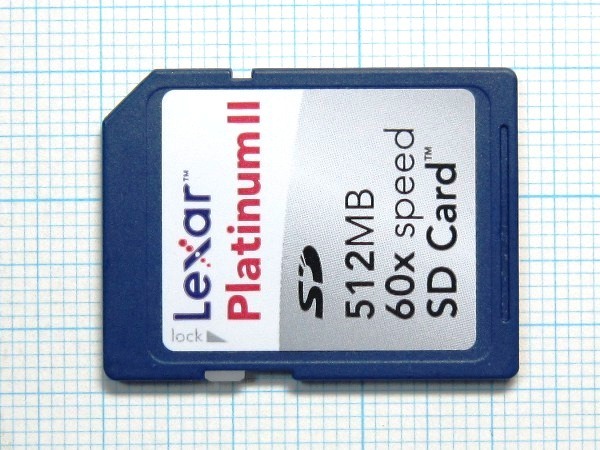 Lexar™
Platinum II
SD
512MB
60x speed
SD Card™
lock